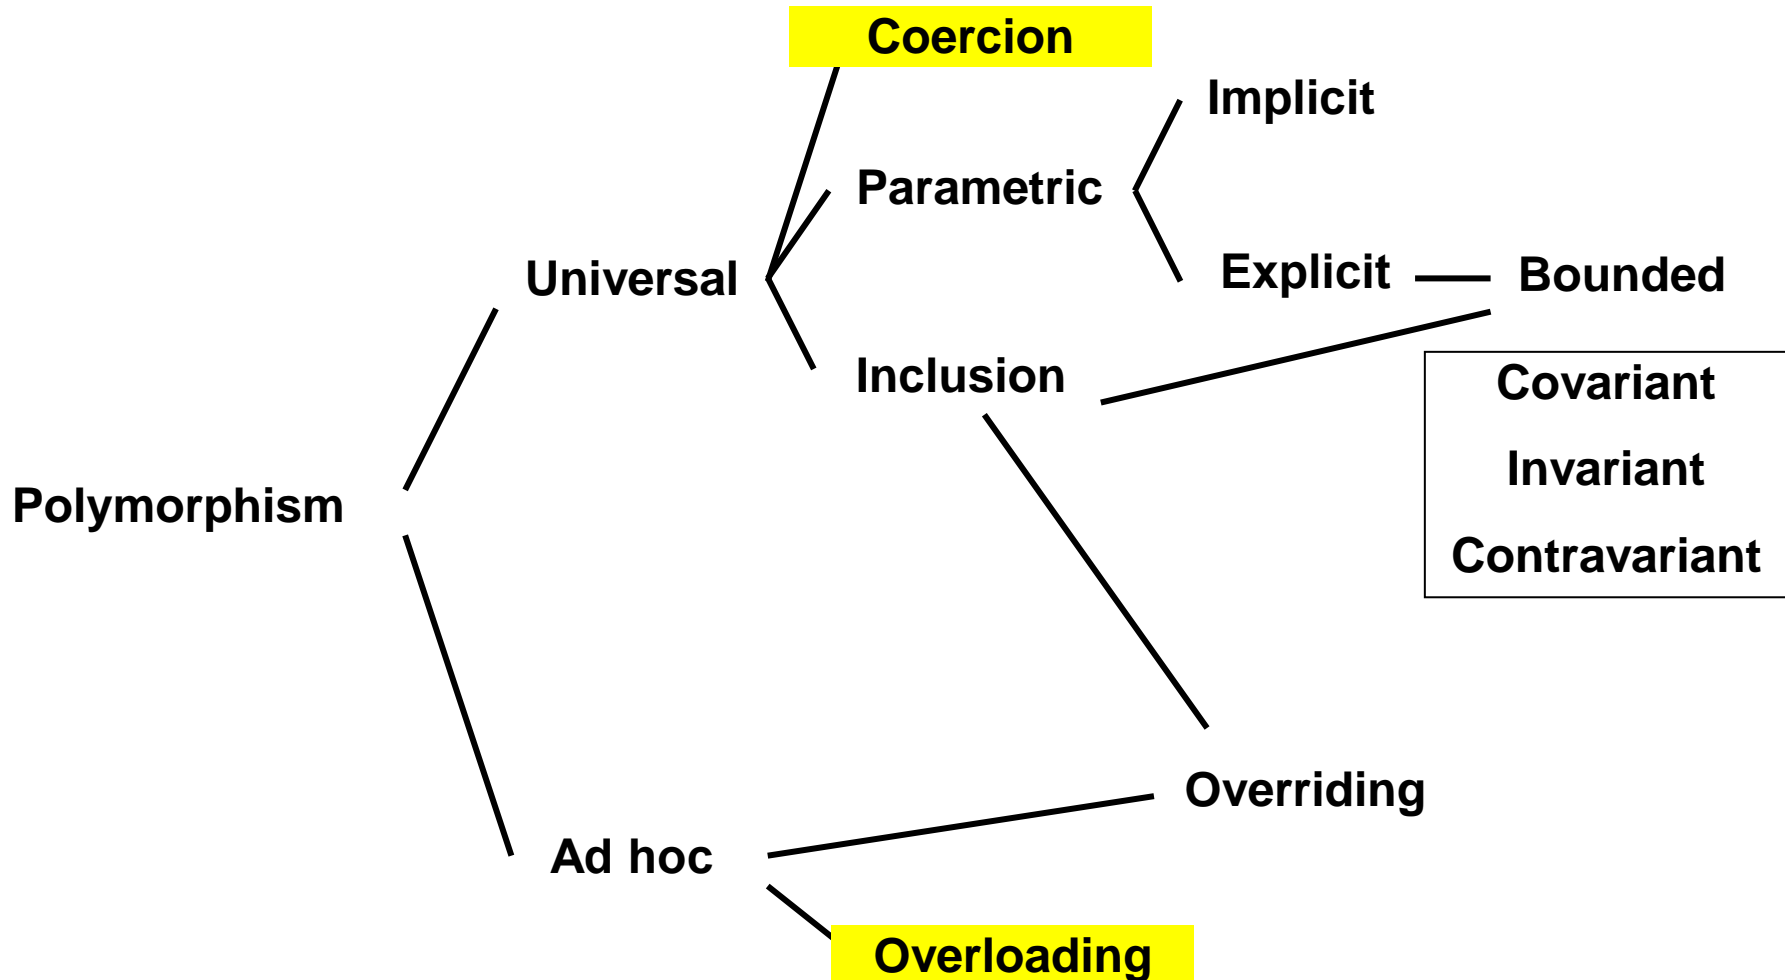 Coercion
Implicit
Parametric
Universal
Explicit
Bounded
Inclusion
Covariant
Invariant
Polymorphism
Contravariant
Overriding
Ad hoc
Overloading